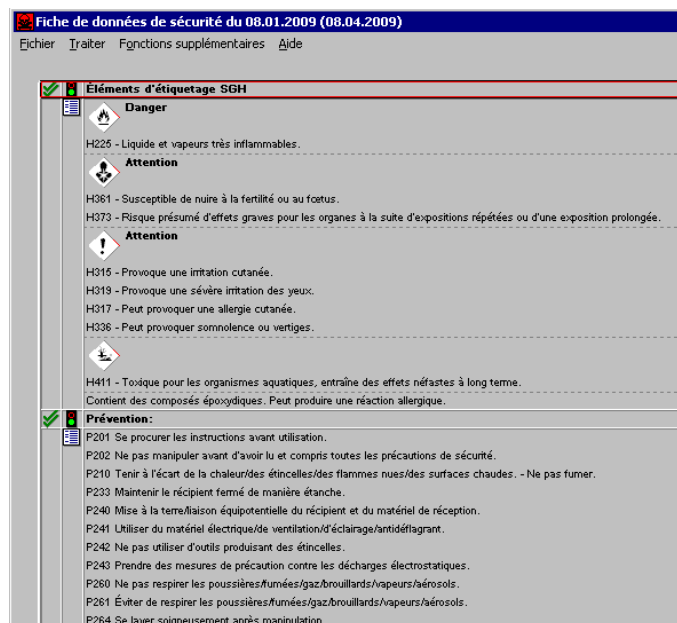 Fiche de données de sécurité du 08.01.2009 (08.04.2009)
Fichier Traiter Fonctions supplémentaires Aide
Éléments d'étiquetage SGH
Danger
H225 - Liquide et vapeurs très inflammables.
Attention
H361 - Susceptible de nuire à la fertilité ou au fœtus.
H373 - Risque présumé d'effets graves pour les organes à la suite d'expositions répétées ou d'une exposition prolongée.
Attention
H315 - Provoque une irritation cutanée.
H319 - Provoque une sévère irritation des yeux.
H317 - Peut provoquer une allergie cutanée.
H336 - Peut provoquer somnolence ou vertiges.
H411 - Toxique pour les organismes aquatiques, entraîne des effets néfastes à long terme.
Contient des composés époxydiques. Peut produire une réaction allergique.
Prévention:
P201 Se procurer les instructions avant utilisation.
P202 Ne pas manipuler avant d'avoir lu et compris toutes les précautions de sécurité.
P210 Tenir à l'écart de la chaleur/des étincelles/des flammes nues/des surfaces chaudes. - Ne pas fumer.
P233 Maintenir le récipient fermé de manière étanche.
P240 Mise à la terre/liaison équipotentielle du récipient et du matériel de réception.
P241 Utiliser du matériel électrique/de ventilation/d'éclairage/antidéflagrant.
P242 Ne pas utiliser d'outils produisant des étincelles.
P243 Prendre des mesures de précaution contre les décharges électrostatiques.
P260 Ne pas respirer les poussières/fumées/gaz/brouillards/vapeurs/aérosols.
P261 Éviter de respirer les poussières/fumées/gaz/brouillards/vapeurs/aérosols.
P264 Se laver soigneusement après manipulation